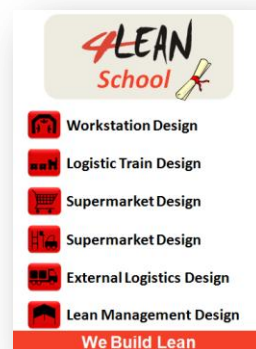 4LEAN
School
Workstation Design
Logistic Train Design
Supermarket Design
Supermarket Design
External Logistics Design
Lean Management Design
We Build Lean